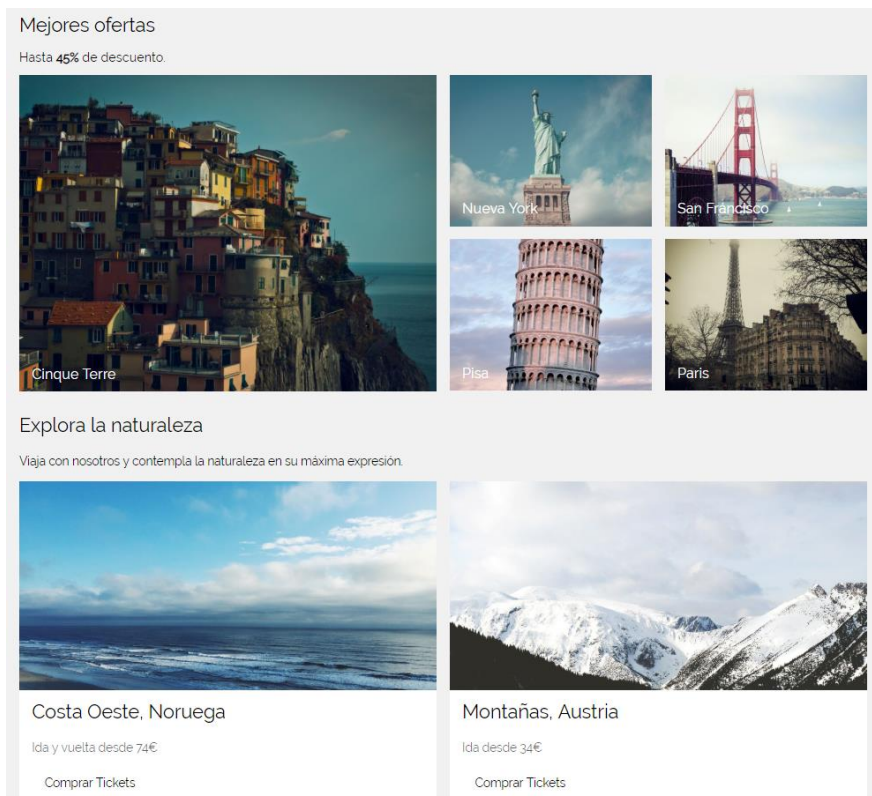 Mejores ofertas
Hasta 45% de descuento.
Nueva York
San Francisco
Cinque Terre
Pisa
Paris
Explora la naturaleza
Viaja con nosotros y contempla la naturaleza en su máxima expresión.
Costa Oeste, Noruega
Ida y vuelta desde 74€
Comprar Tickets
Montañas, Austria
Ida desde 34€
Comprar Tickets